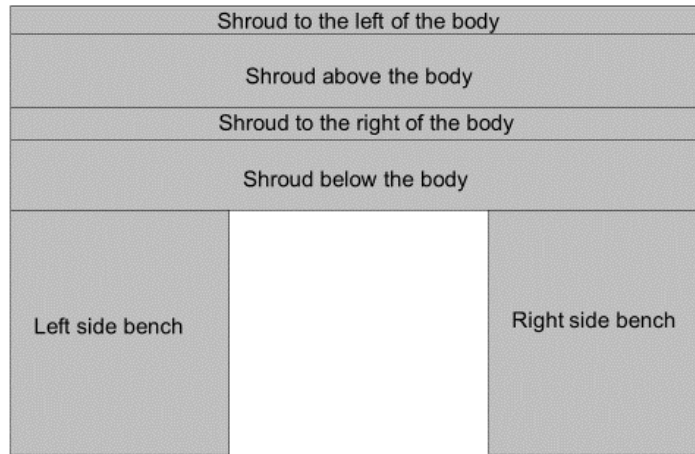 Shroud to the left of the body
Shroud above the body
Shroud to the right of the body
Shroud below the body
Left side bench
Right side bench